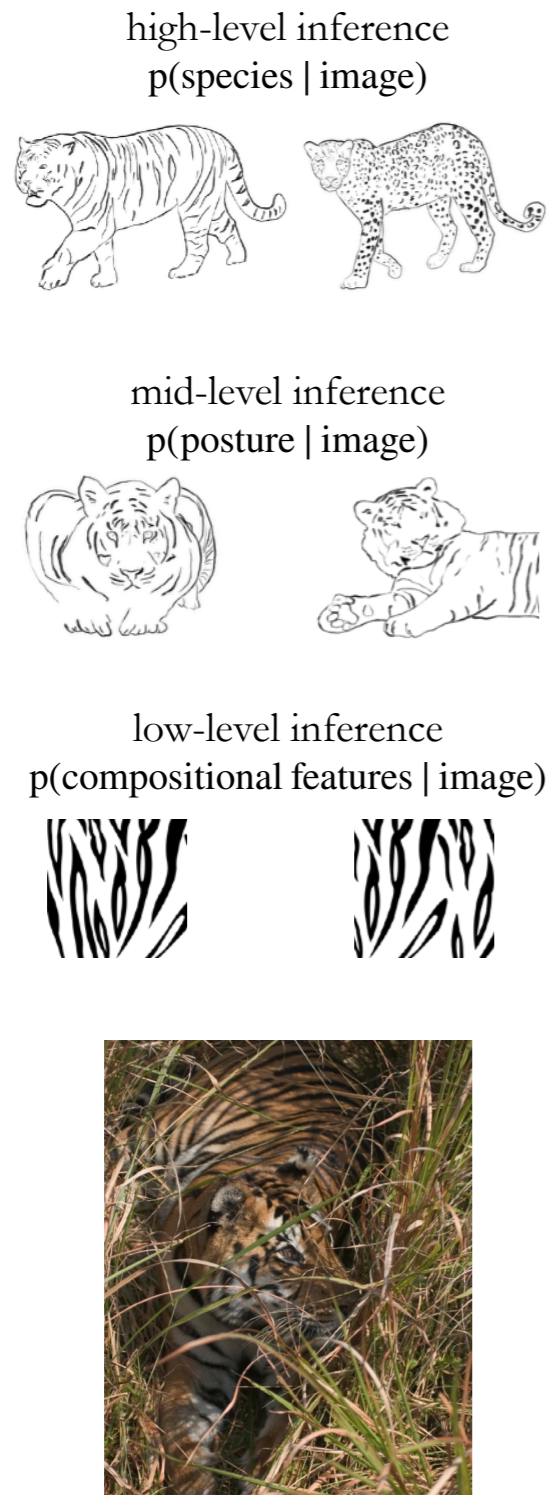 high-level inference
p(species | image)
mid-level inference
p(posture | image)
low-level inference
p(compositional features | image)